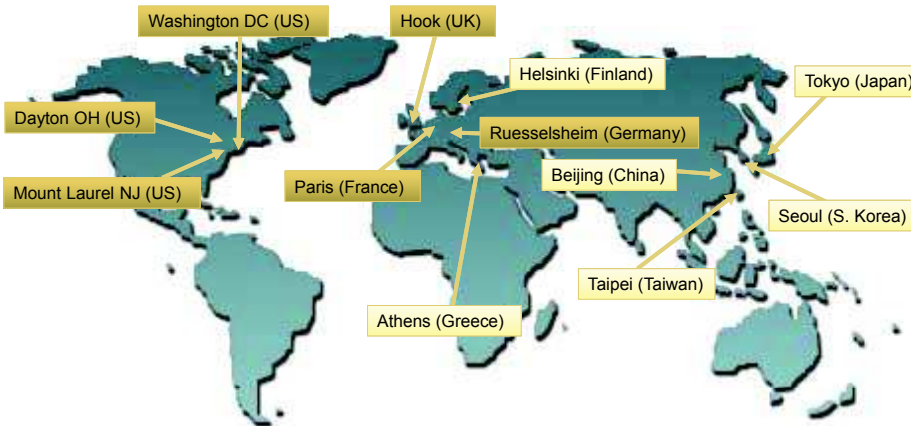 Washington DC (US)
Hook (UK)
Helsinki (Finland)
Tokyo (Japan)
Dayton OH (US)
Ruesselsheim (Germany)
Beijing (China)
Mount Laurel NJ (US)
Paris (France)
Seoul (S. Korea)
Taipei (Taiwan)
Athens (Greece)